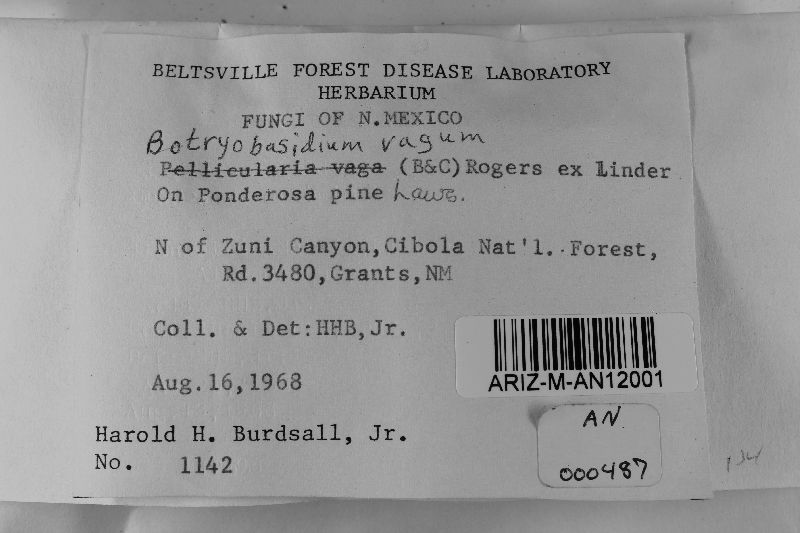 BELTSVILLE FOREST DISEASE LABORATORY
HERBARIUM
FUNGI OF N.MEXICO
Botryobasidium vagum
Pellicularia vaga (B&C)Rogers ex Linder
On Ponderosa pine
N of Zuni Canyon,Cibola Nat'l. Forest,
Rd.3480,Grants,NM
Coll. & Det:HHB,Jr.
Aug.16,1968
ARIZ-M-AN12001
Harold H. Burdsall, Jr.
No. 1142
AN
000487